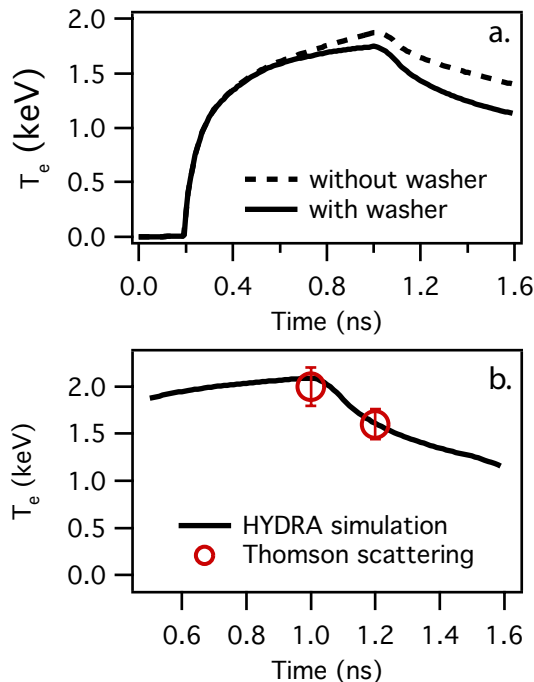 a.
2.0
1.5
1.0
0.5
0.0
T_e (keV)
without washer
with washer
0.0 0.4 0.8 1.2 1.6
Time (ns)
b.
2.0
1.5
1.0
0.5
0.0
T_e (keV)
HYDRA simulation
Thomson scattering
0.6 0.8 1.0 1.2 1.4 1.6
Time (ns)